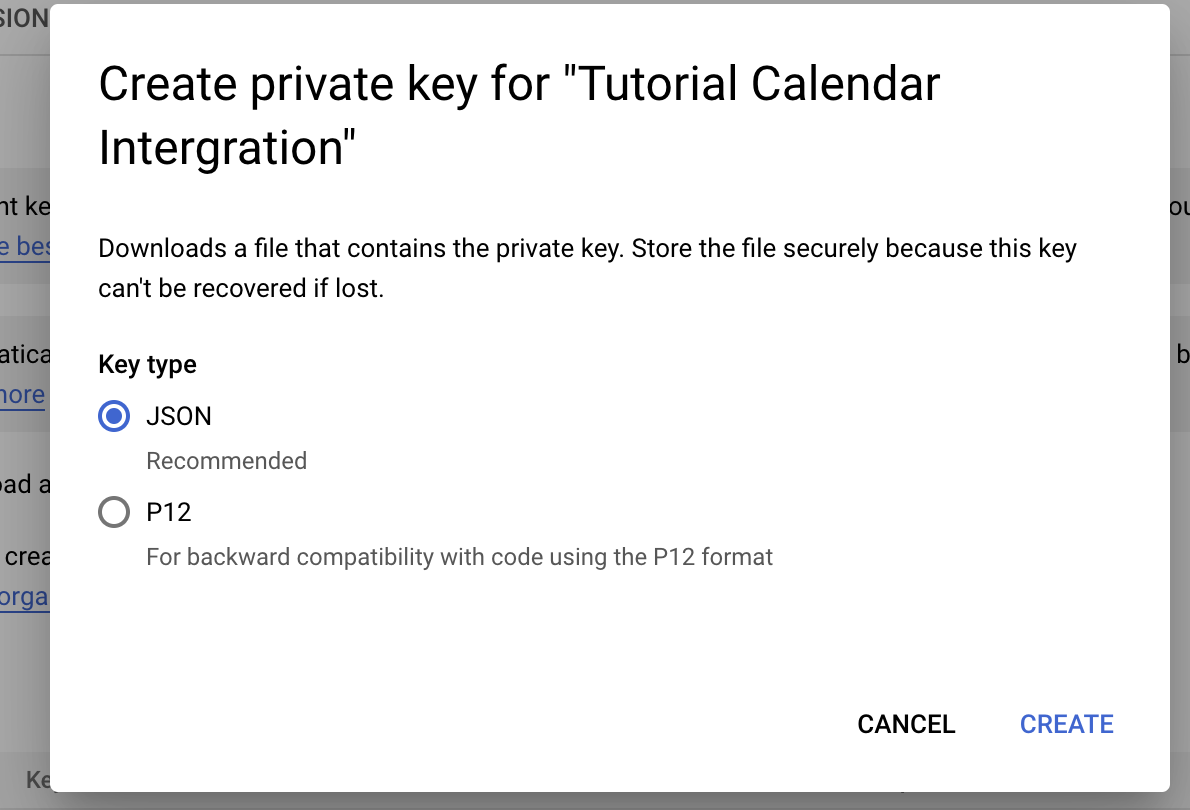 SION
Create private key for "Tutorial Calendar
Intergration"
nt ke
ou
e bes
Downloads a file that contains the private key. Store the file securely because this key
can't be recovered if lost.
atica
b
Key type
more
JSON
Recommended
oad a
P12
crea
For backward compatibility with code using the P12 format
orga
CANCEL
CREATE
Ke